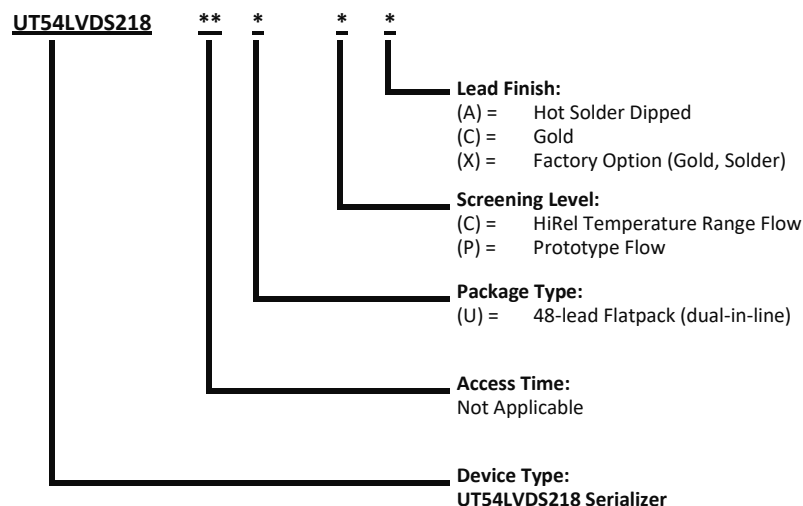 UT54LVDS218 ** * * *
Lead Finish:
(A) = Hot Solder Dipped
(C) = Gold
(X) = Factory Option (Gold, Solder)
Screening Level:
(C) = HiRel Temperature Range Flow
(P) = Prototype Flow
Package Type:
(U) = 48-lead Flatpack (dual-in-line)
Access Time:
Not Applicable
Device Type:
UT54LVDS218 Serializer